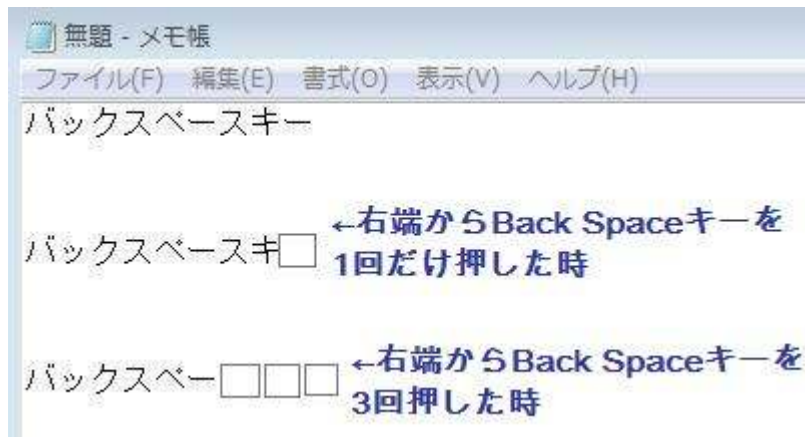 無題 - メモ帳
ファイル(F) 編集(E) 書式(O) 表示(V) ヘルプ(H)
バックスペースキー
バックスペースキ□
←右端からBack Spaceキーを
1回だけ押した時
バックスペー□□□
←右端からBack Spaceキーを
3回押した時